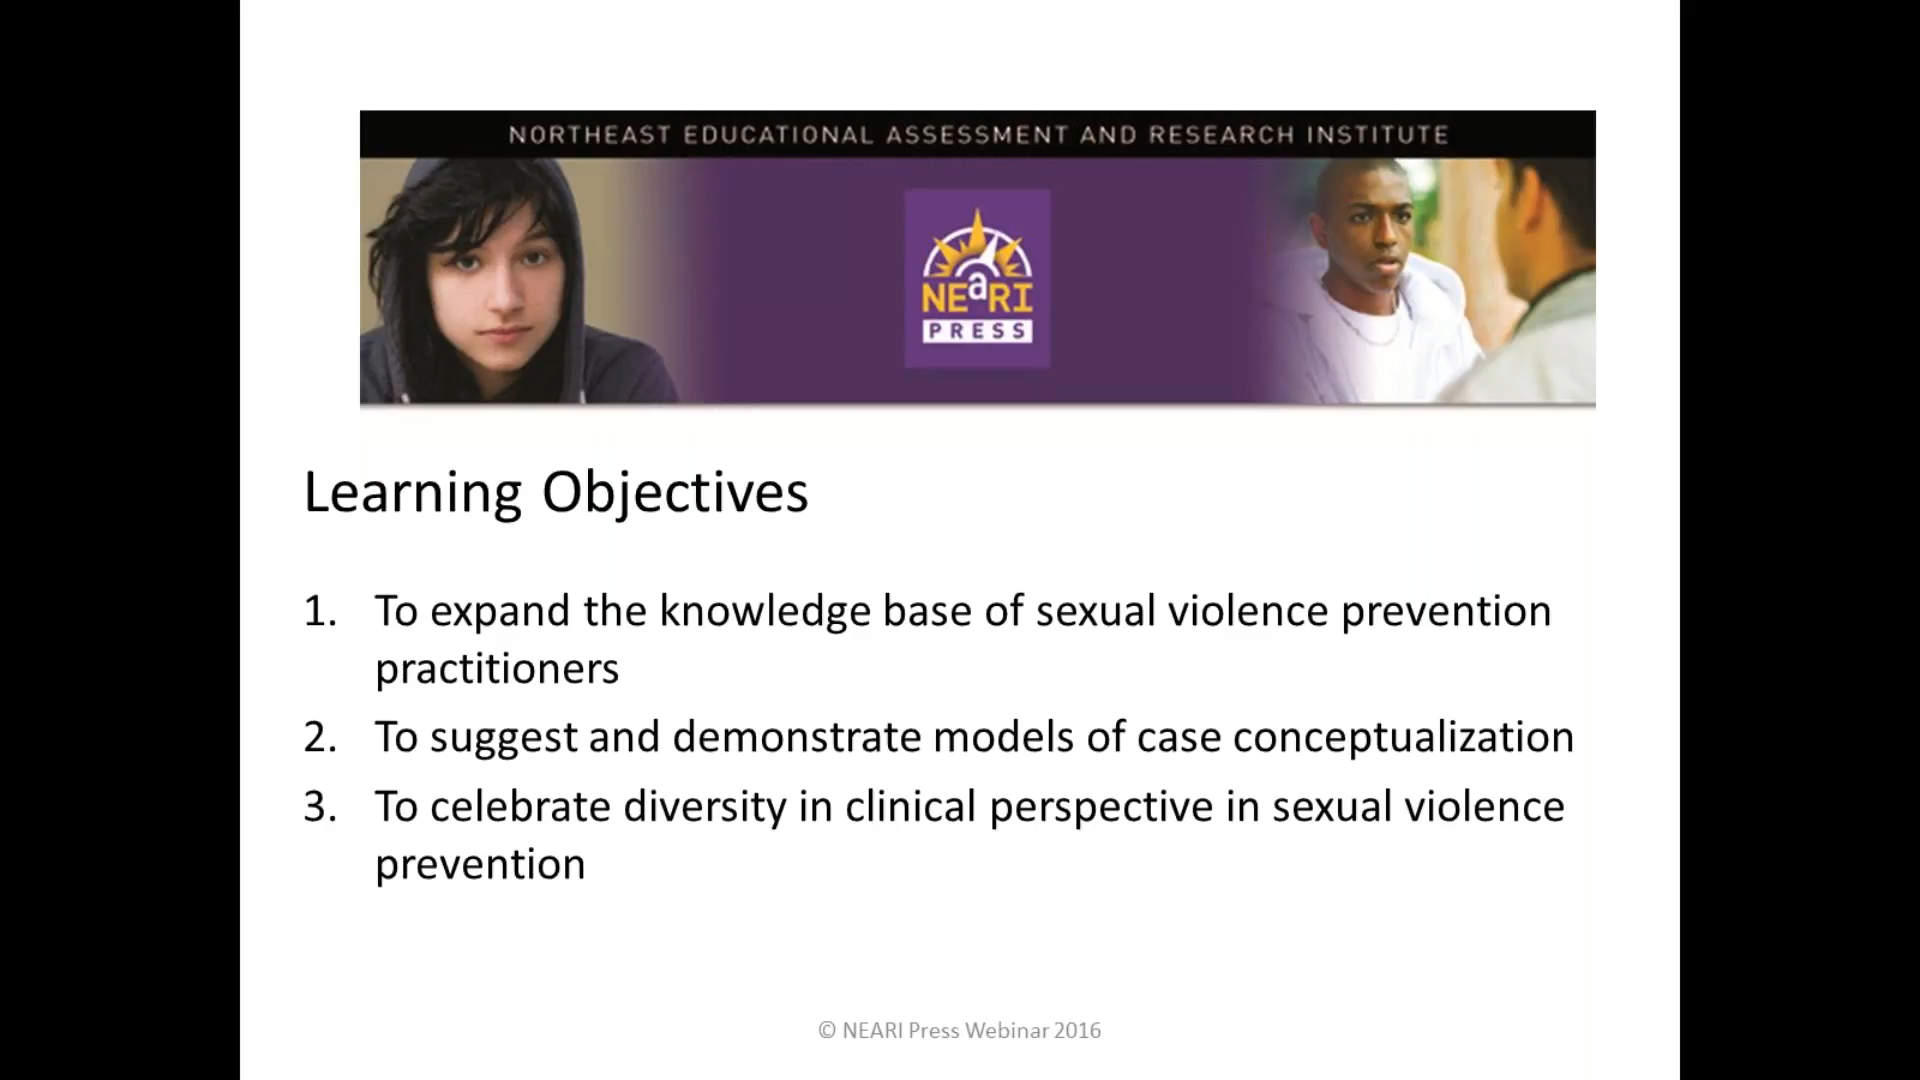 NORTHEAST EDUCATIONAL ASSESSMENT AND RESEARCH INSTITUTE
NEaRI
PRESS
Learning Objectives
1. To expand the knowledge base of sexual violence prevention
practitioners
2. To suggest and demonstrate models of case conceptualization
3. To celebrate diversity in clinical perspective in sexual violence
prevention
© NEARI Press Webinar 2016